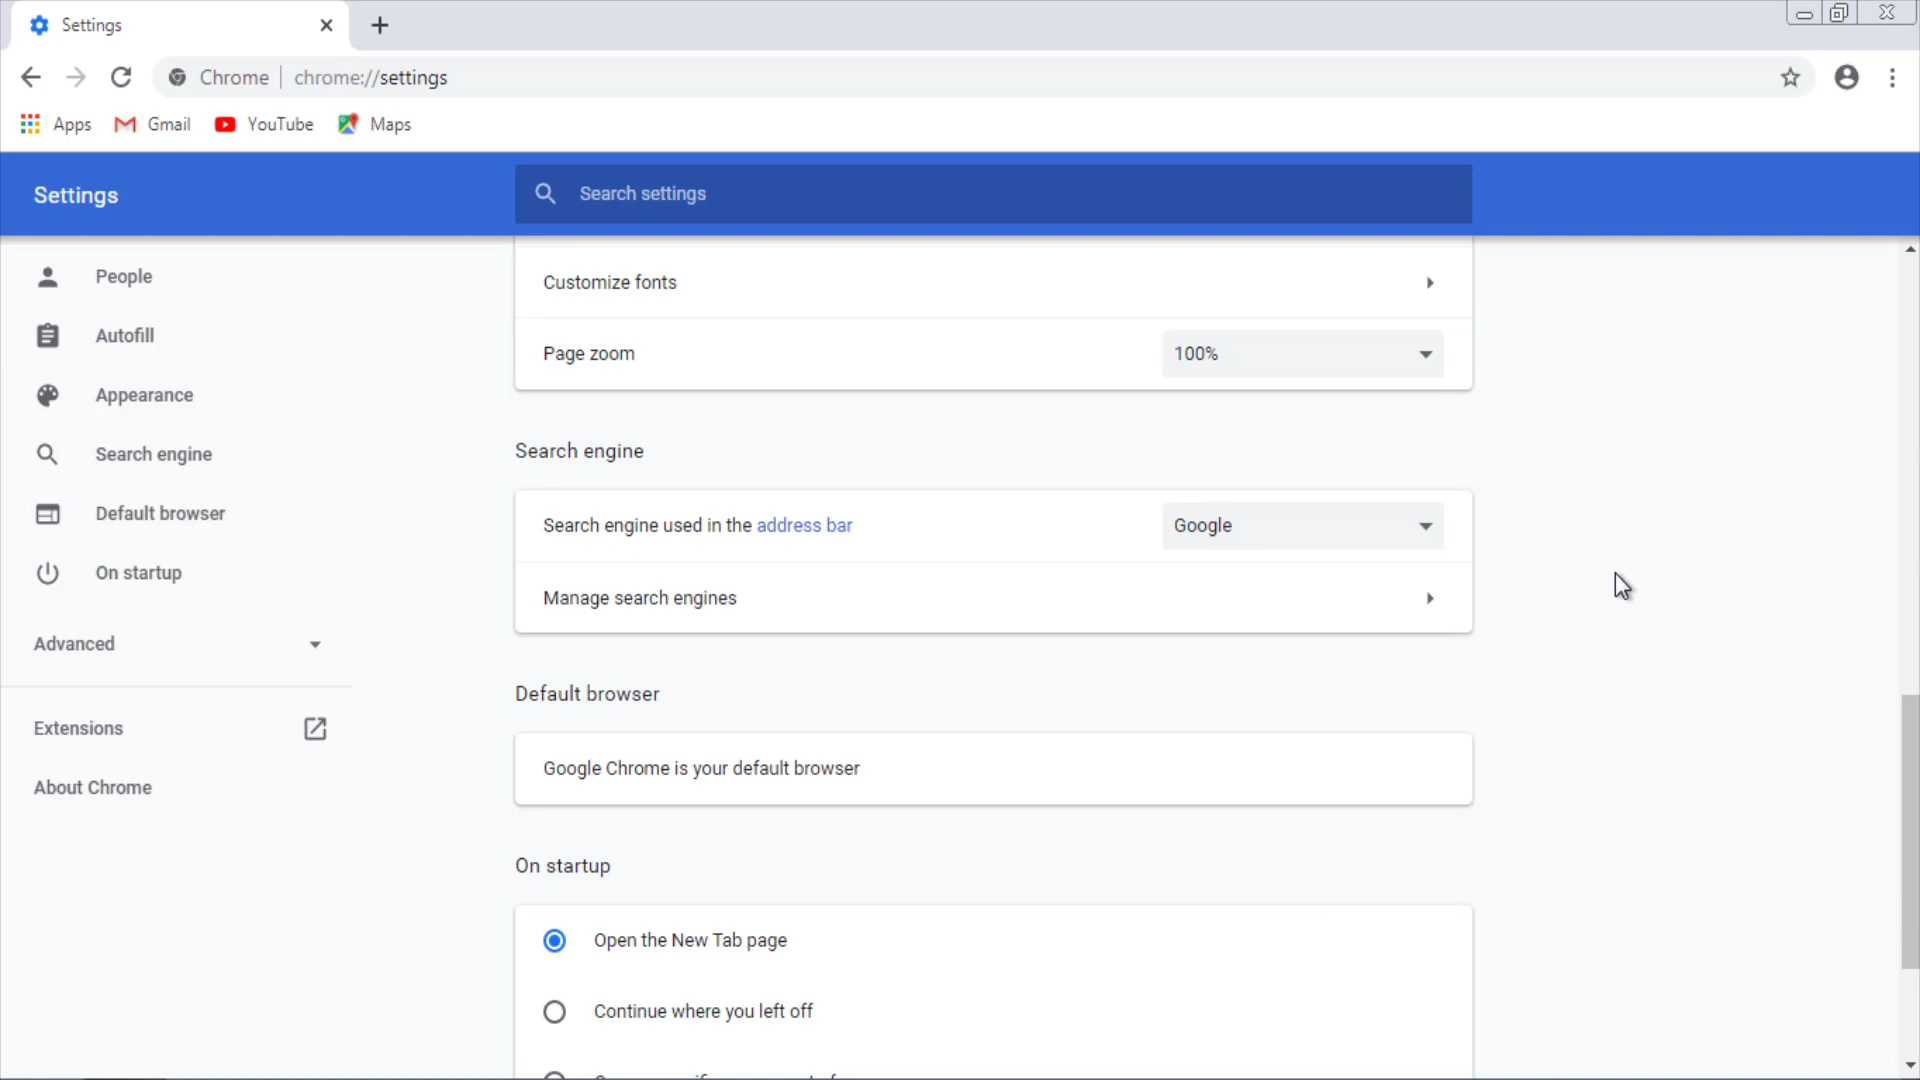 Settings
Chrome | chrome://settings
Apps Gmail YouTube Maps
Settings
Search settings
People
Autofill
Appearance
Search engine
Default browser
On startup
Advanced
Extensions
About Chrome
Customize fonts
Page zoom 100%
Search engine
Search engine used in the address bar Google
Manage search engines
Default browser
Google Chrome is your default browser
On startup
Open the New Tab page
Continue where you left off